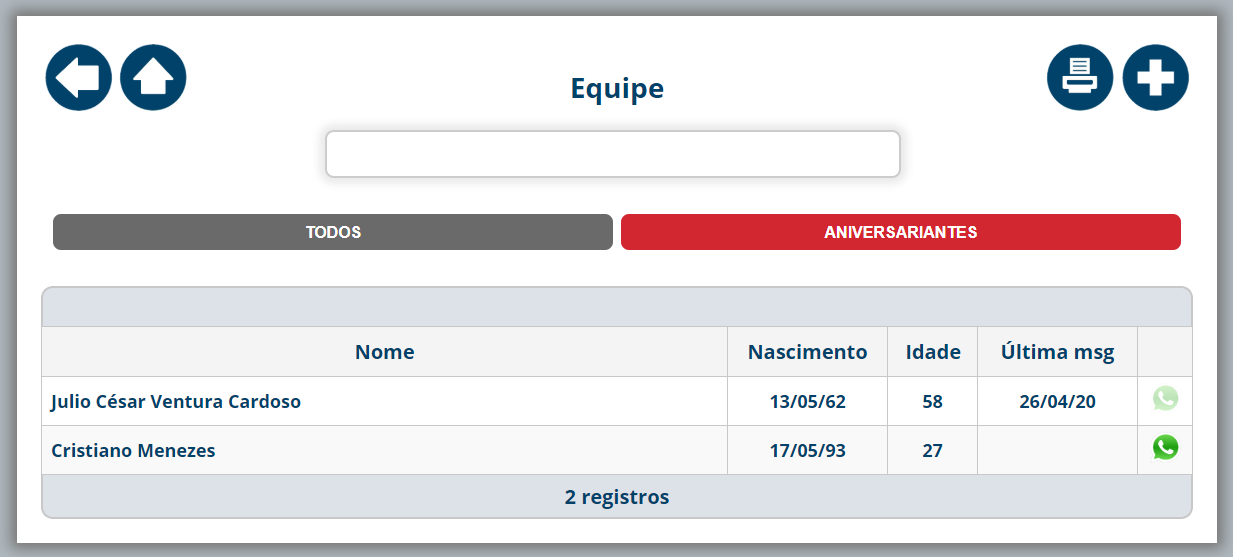 Equipe
TODOS ANIVERSARIANTES
Nome Nascimento Idade Última msg
Julio César Ventura Cardoso 13/05/62 58 26/04/20
Cristiano Menezes 17/05/93 27
2 registros